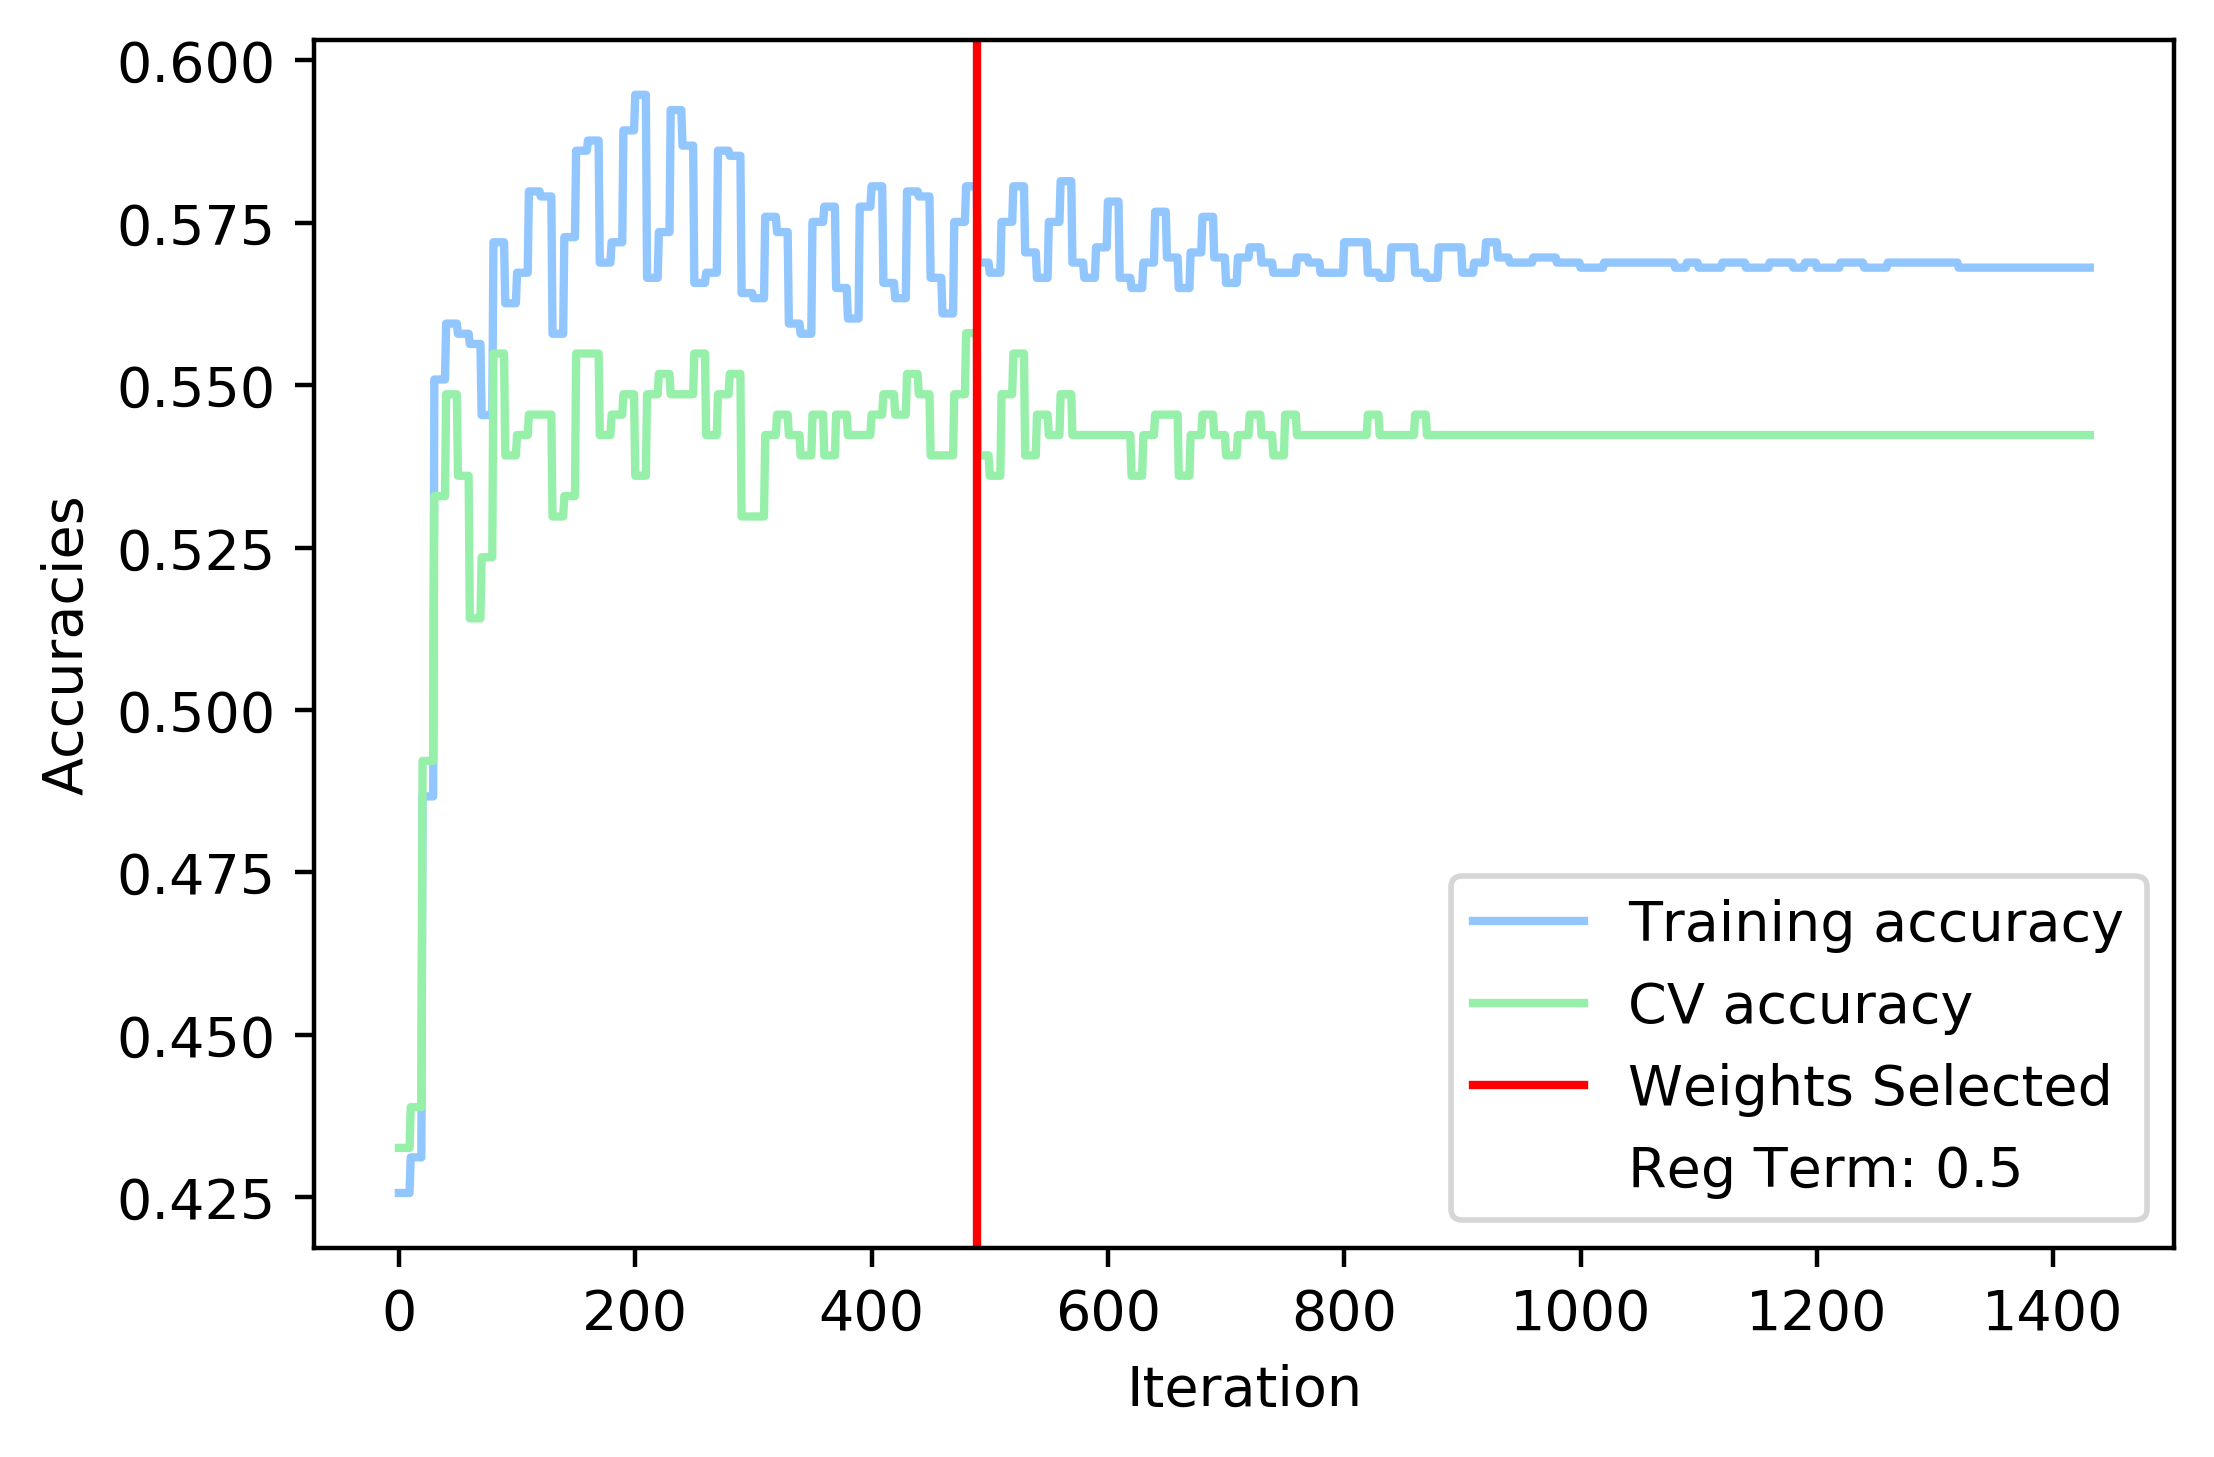 0.600
0.575
0.550
0.525
0.500
0.475
0.450
0.425
Accuracies
0 200 400 600 800 1000 1200 1400
Iteration
Training accuracy
CV accuracy
Weights Selected
Reg Term: 0.5